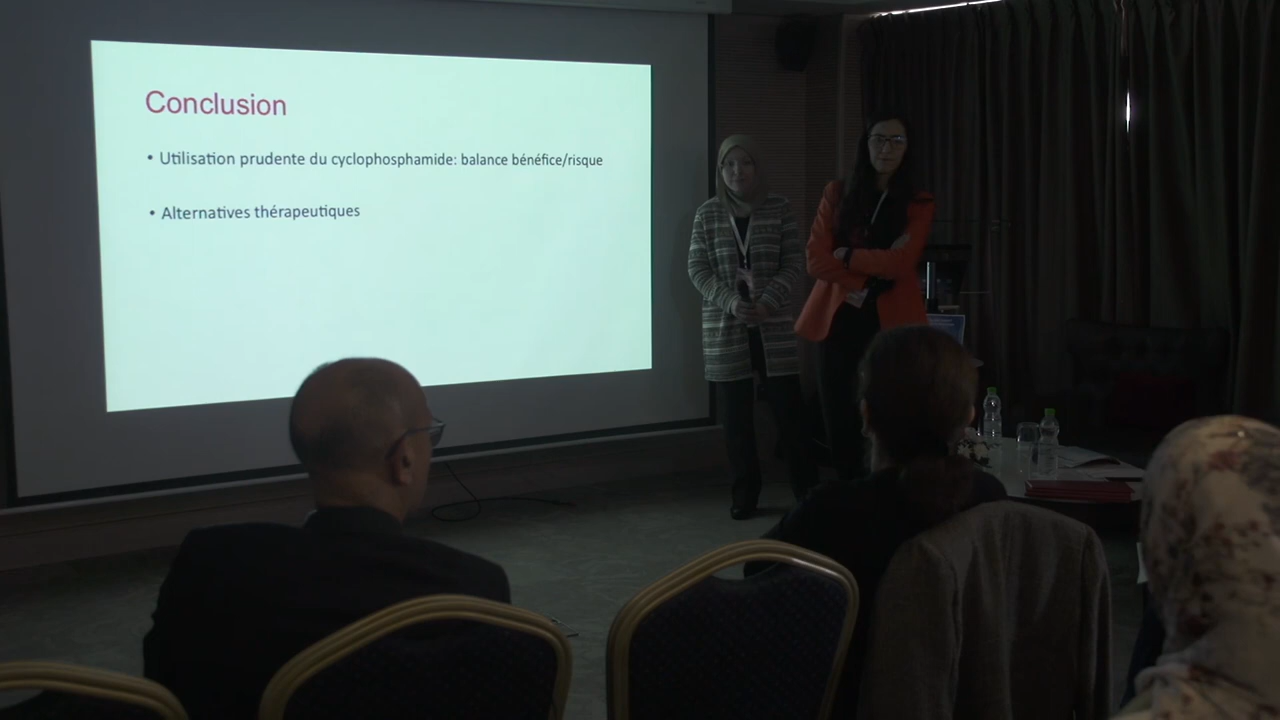 Conclusion
• Utilisation prudente du cyclophosphamide: balance bénéfice/risque
• Alternatives thérapeutiques